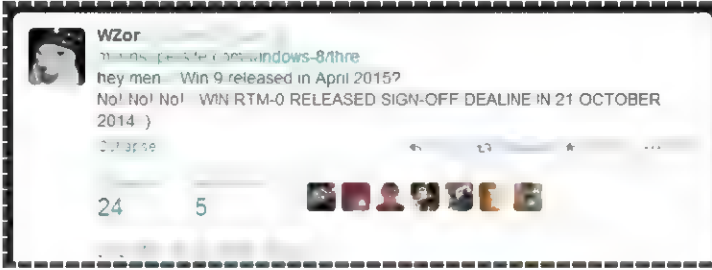 WZor
hey men Win 9 released in April 2015?
No! No! No! WIN RTM-0 RELEASED SIGN-OFF DEALINE IN 21 OCTOBER
2014 )
24 5